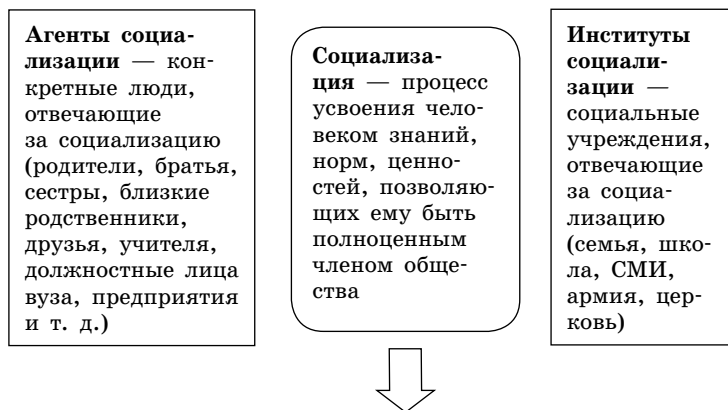 Агенты социа-
лизации — кон-
кретные люди,
отвечающие
за социализацию
(родители, братья,
сестры, близкие
родственники,
друзья, учителя,
должностные лица
вуза, предприятия
и т. д.)
Социализа-
ция — процесс
усвоения чело-
веком знаний,
норм, ценно-
стей, позволяю-
щих ему быть
полноценным
членом обще-
ства
Институты
социали-
зации —
социальные
учреждения,
отвечающие
за социа-
лизацию
(семья, шко-
ла, СМИ,
армия, цер-
ковь)